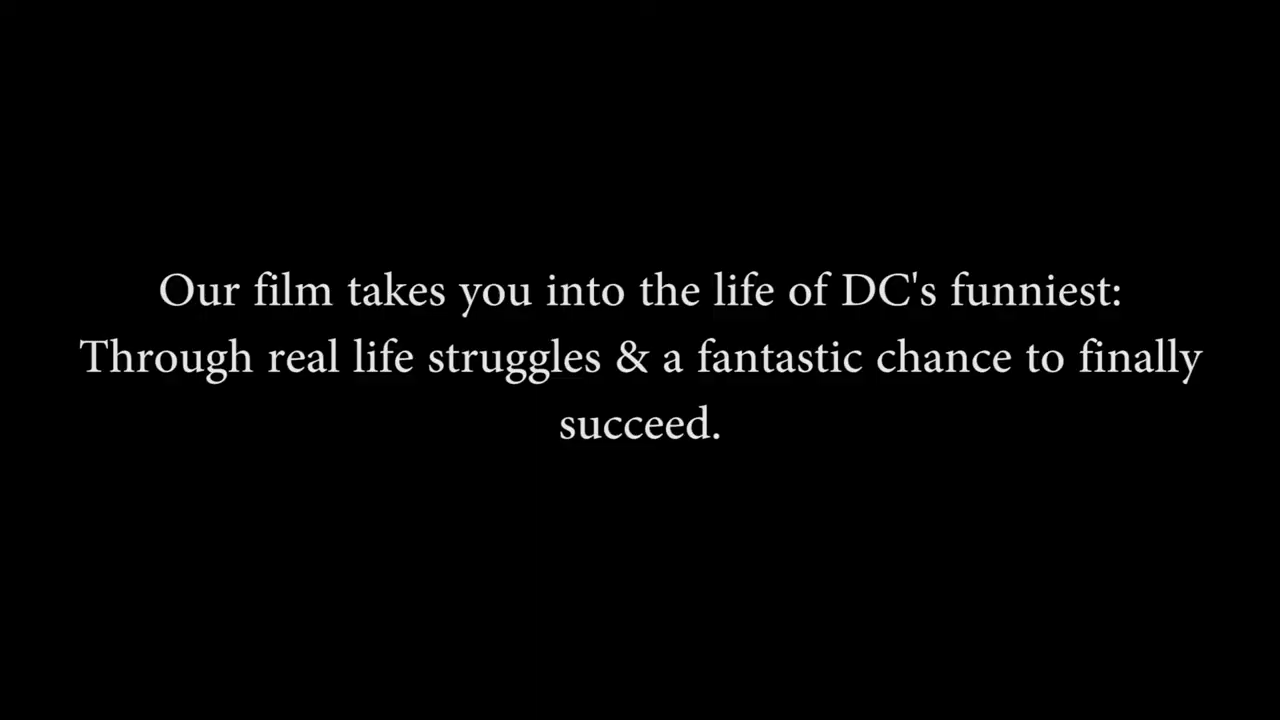 Our film takes you into the life of DC's funniest:
Through real life struggles & a fantastic chance to finally
succeed.